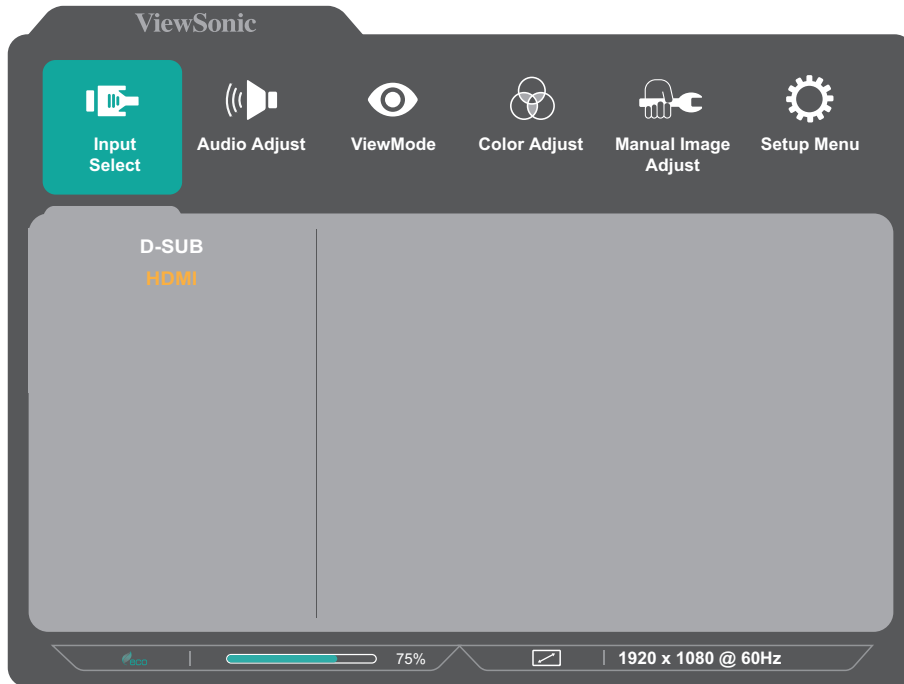 ViewSonic
Input
Select
Audio Adjust
ViewMode
Color Adjust
Manual Image
Adjust
Setup Menu
D-SUB
HDMI
eco
75%
1920 x 1080 @ 60Hz